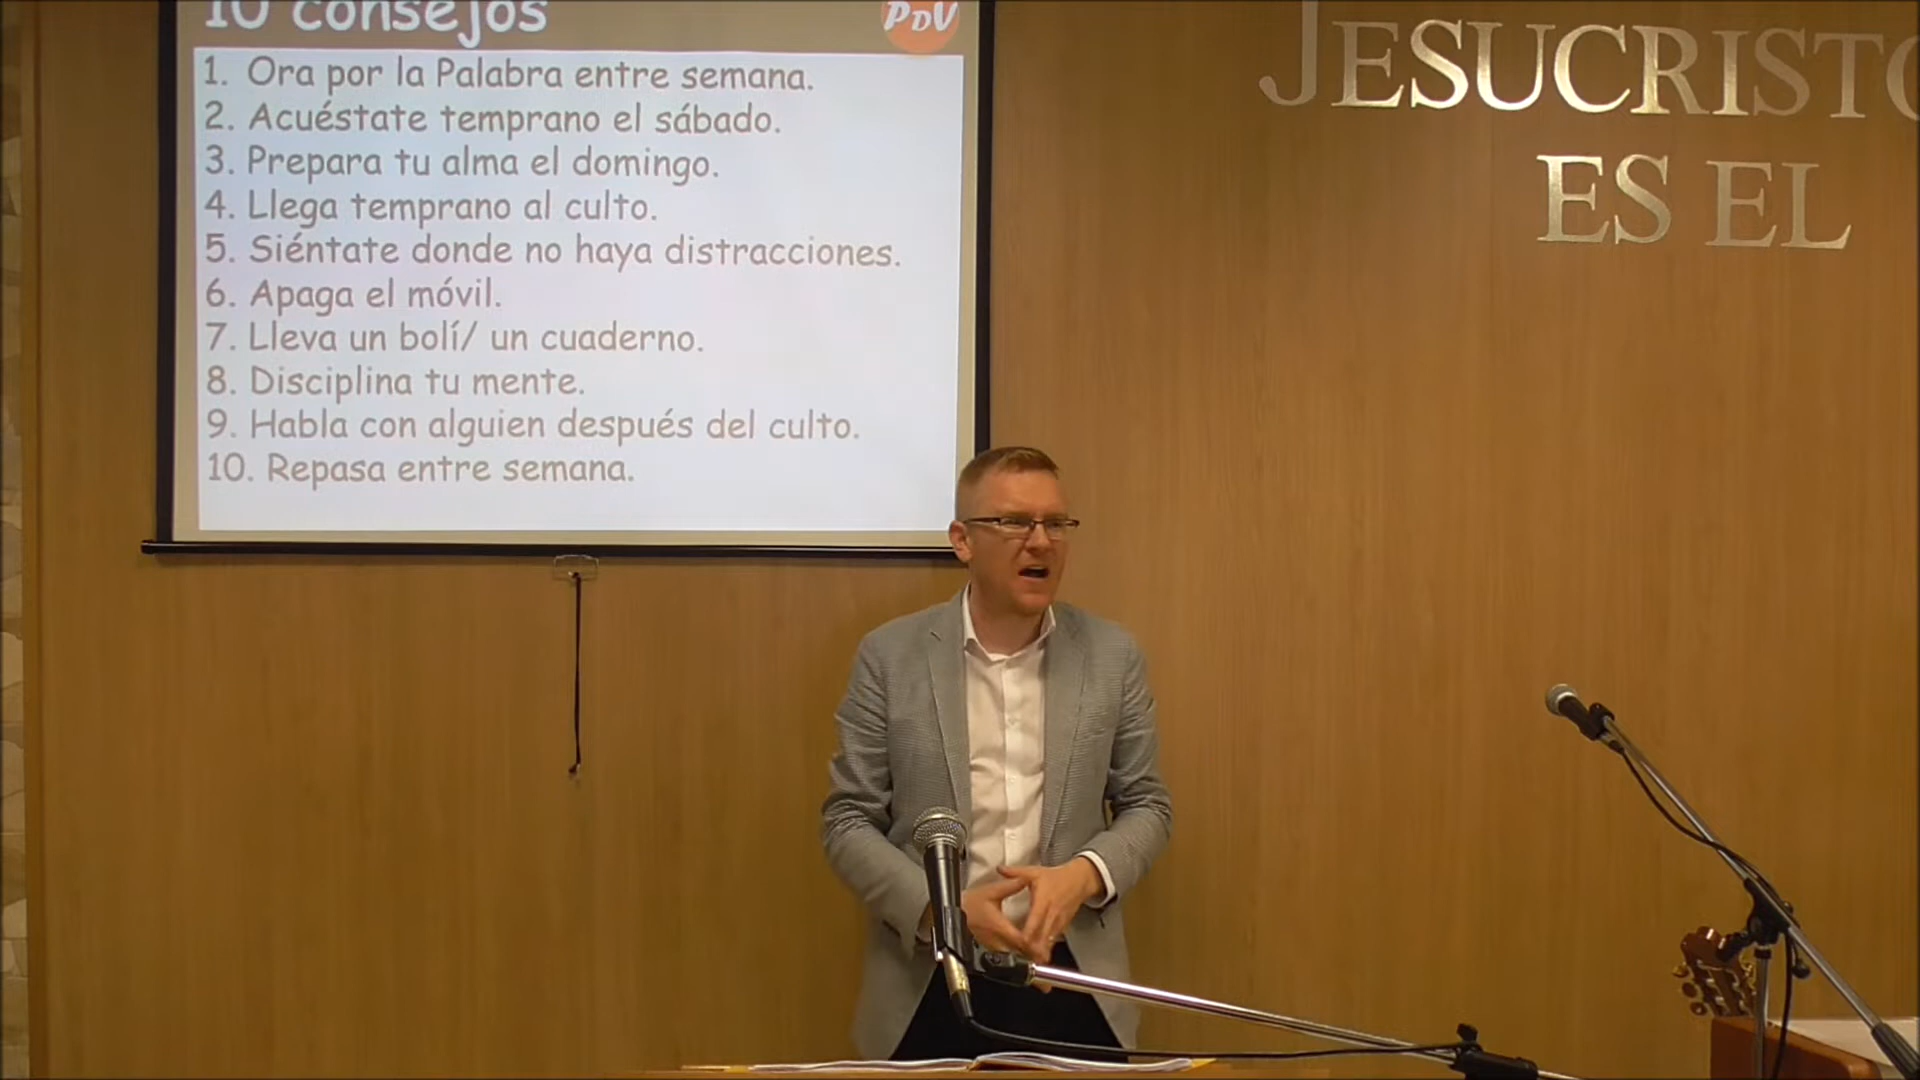 10 consejos
PDV
1. Ora por la Palabra entre semana.
2. Acuéstate temprano el sábado.
3. Prepara tu alma el domingo.
4. Llega temprano al culto.
5. Siéntate donde no haya distracciones.
6. Apaga el móvil.
7. Lleva un bolí/ un cuaderno.
8. Disciplina tu mente.
9. Habla con alguien después del culto.
10. Repasa entre semana.
JESUCRISTO
ES EL